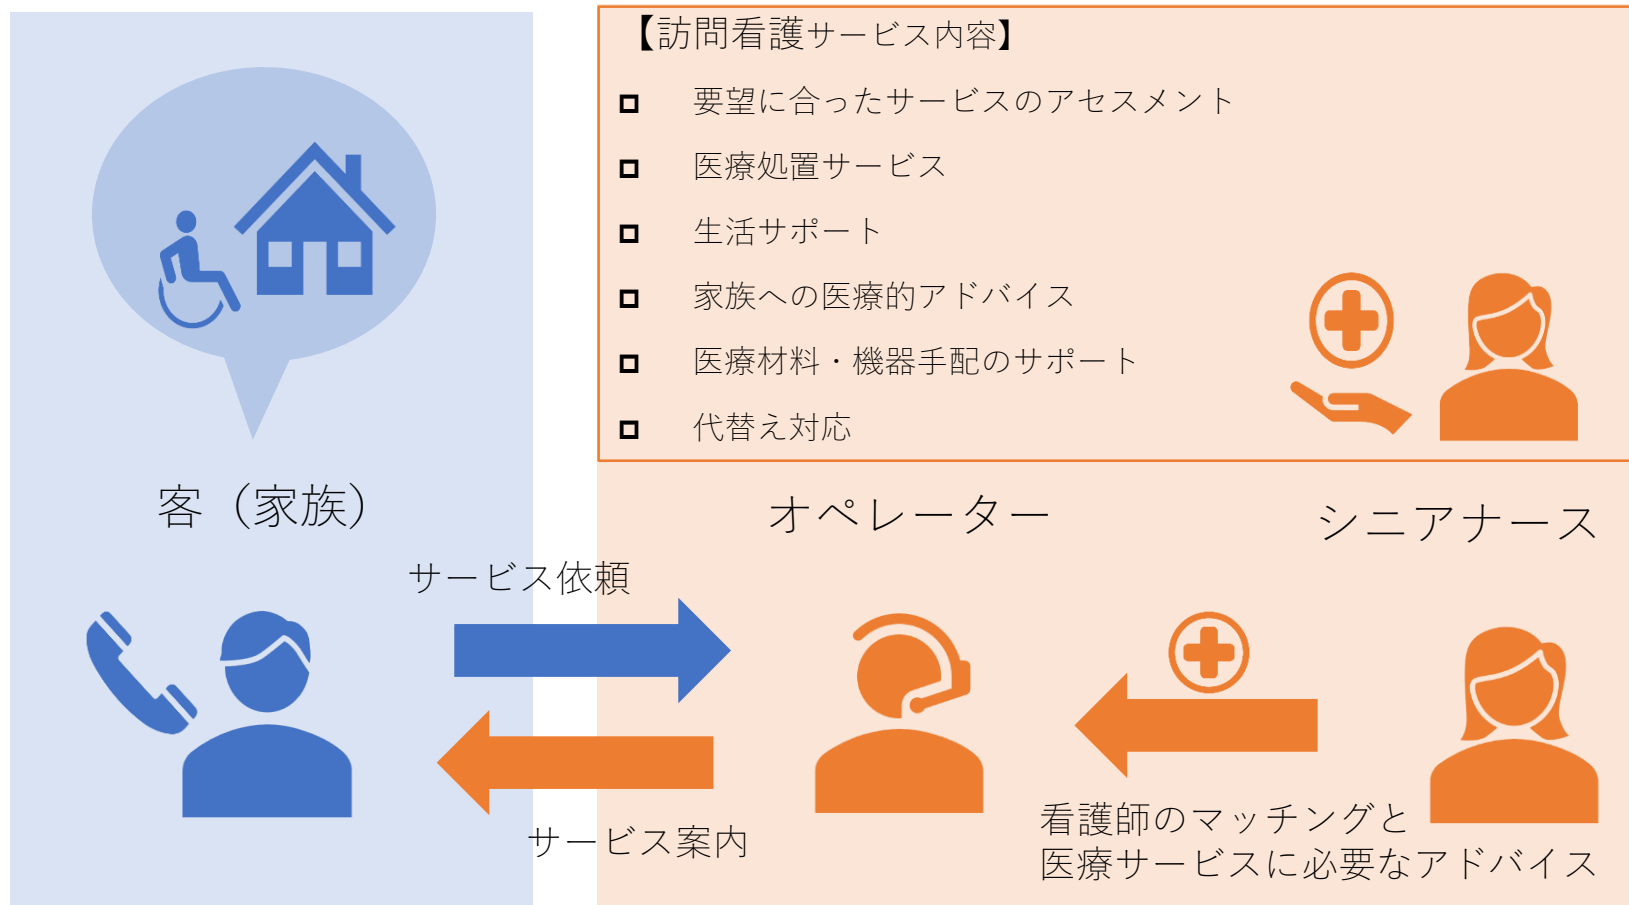 【訪問看護サービス内容】
要望に合ったサービスのアセスメント
医療処置サービス
生活サポート
家族への医療的アドバイス
医療材料・機器手配のサポート
代替え対応
客（家族）
オペレーター
シニアナース
サービス依頼
サービス案内
看護師のマッチングと
医療サービスに必要なアドバイス